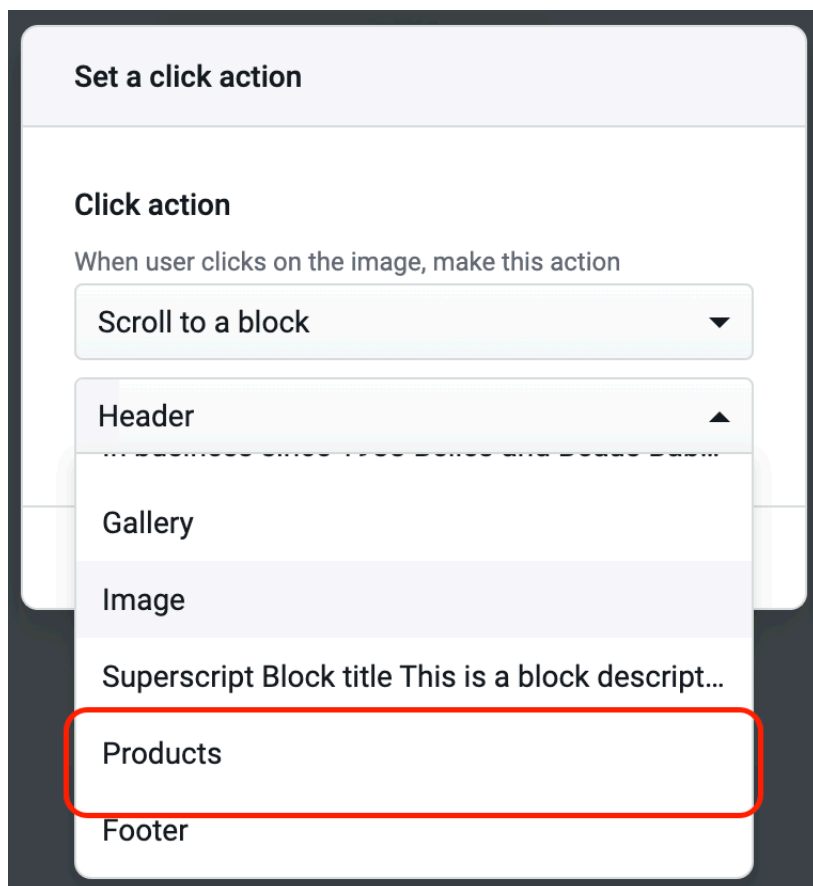 Set a click action
Click action
When user clicks on the image, make this action
Scroll to a block
Header
Gallery
Image
Superscript Block title This is a block descript...
Products
Footer